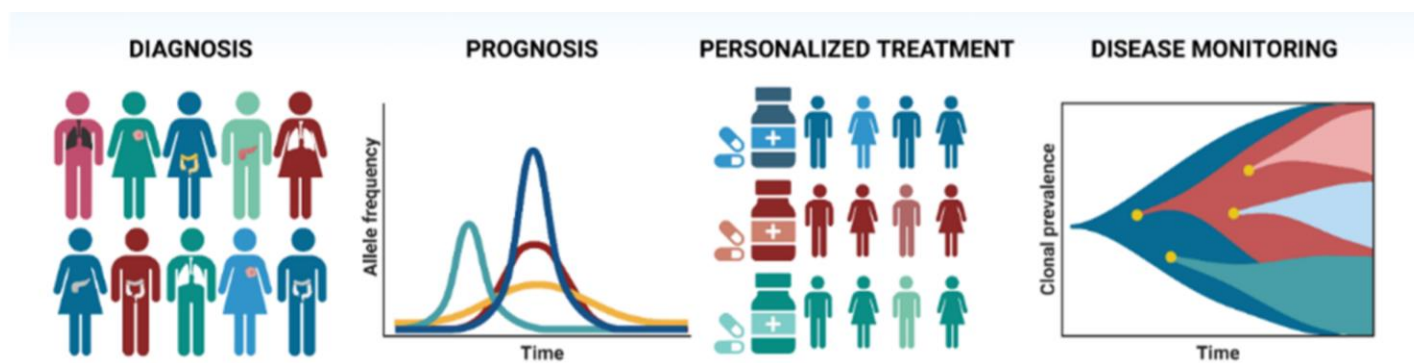 DIAGNOSIS
PROGNOSIS
PERSONALIZED TREATMENT
DISEASE MONITORING
Allele frequency
Time
Clonal prevalence
Time